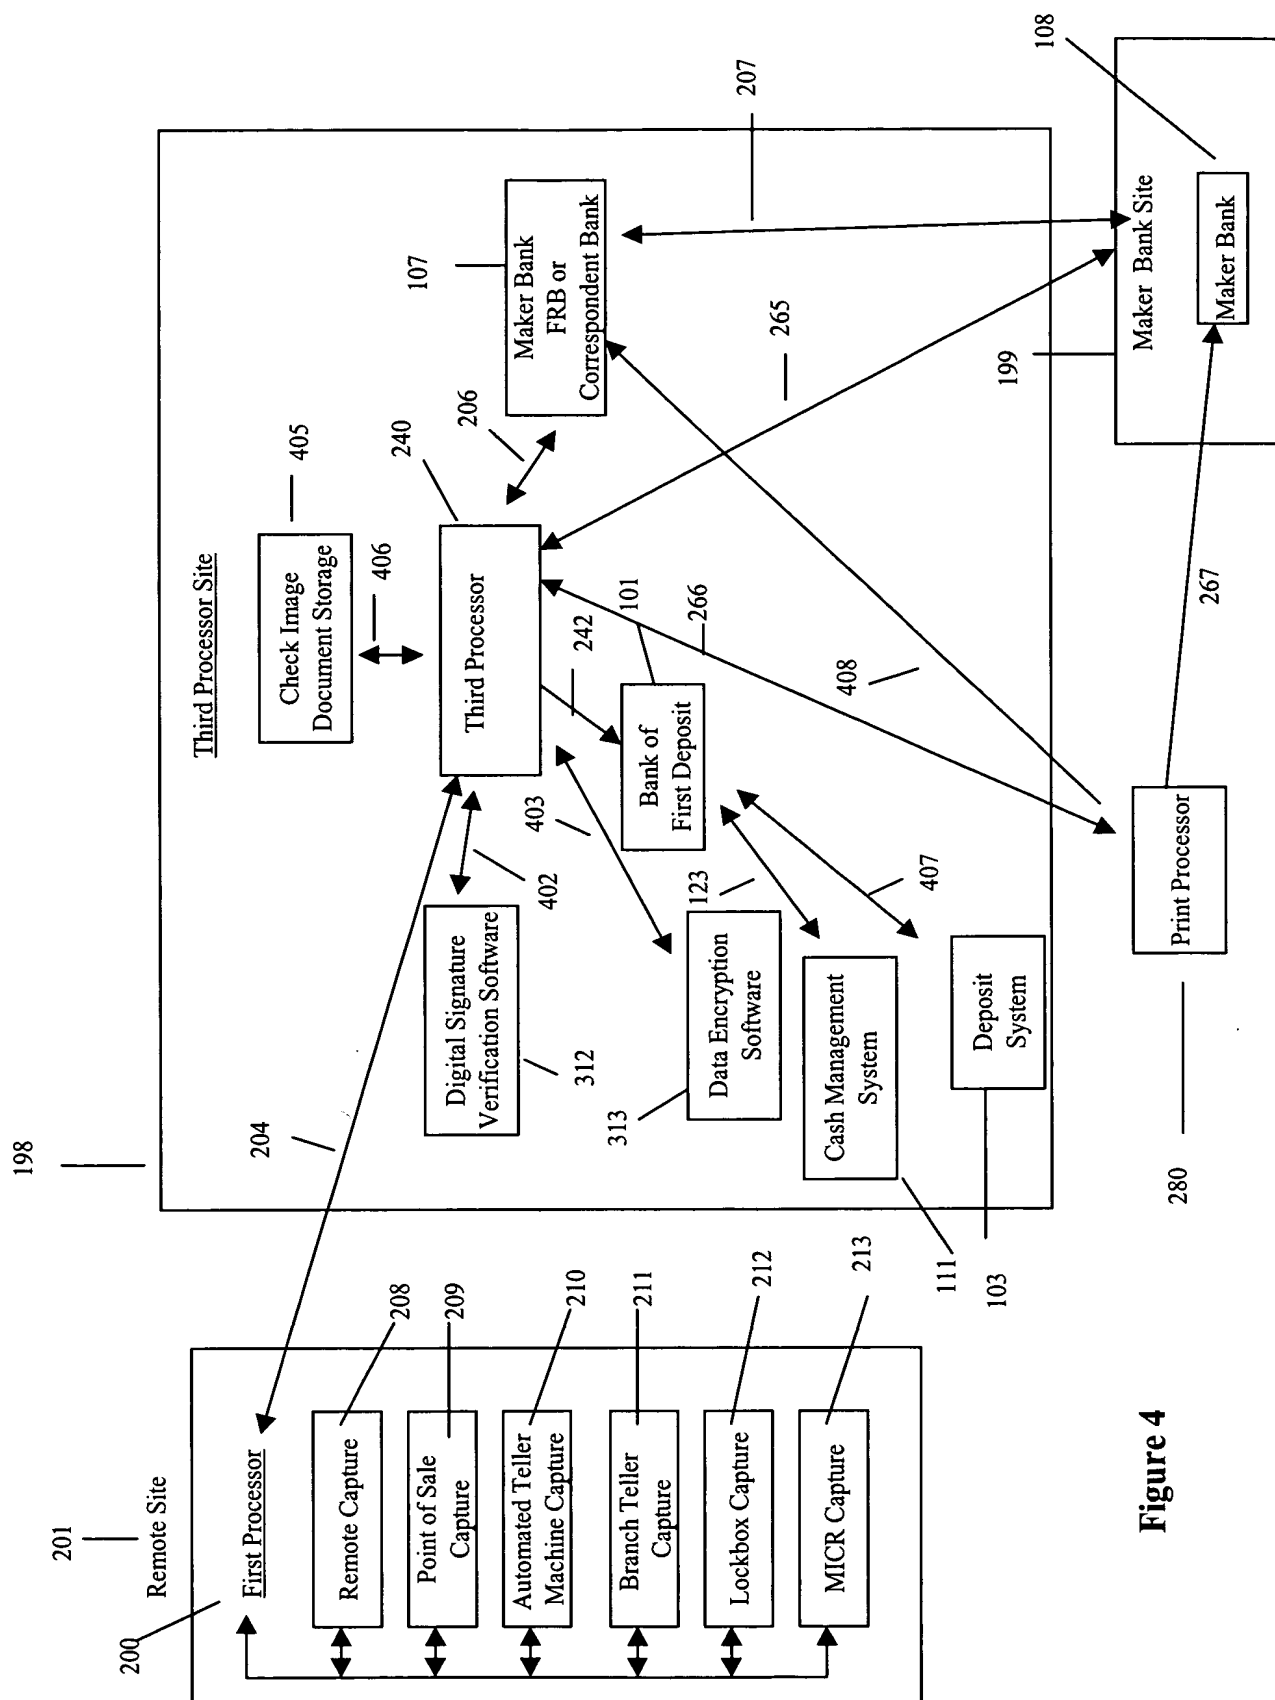 201
Remote Site
200
First Processor
Remote Capture
208
Point of Sale
Capture
209
Automated Teller
Machine Capture
210
Branch Teller
Capture
211
Lockbox Capture
212
MICR Capture
213
198
Third Processor Site
204
Check Image
Document Storage
405
406
Digital Signature
Verification Software
312
402
Third Processor
240
206
Maker Bank
FRB or
Correspondent Bank
107
207
403
242
101
266
265
Bank of
First Deposit
Data Encryption
Software
313
123
Cash Management
System
111
407
408
Deposit
System
103
Print Processor
280
267
199
Maker Bank Site
Maker Bank
108
Figure 4